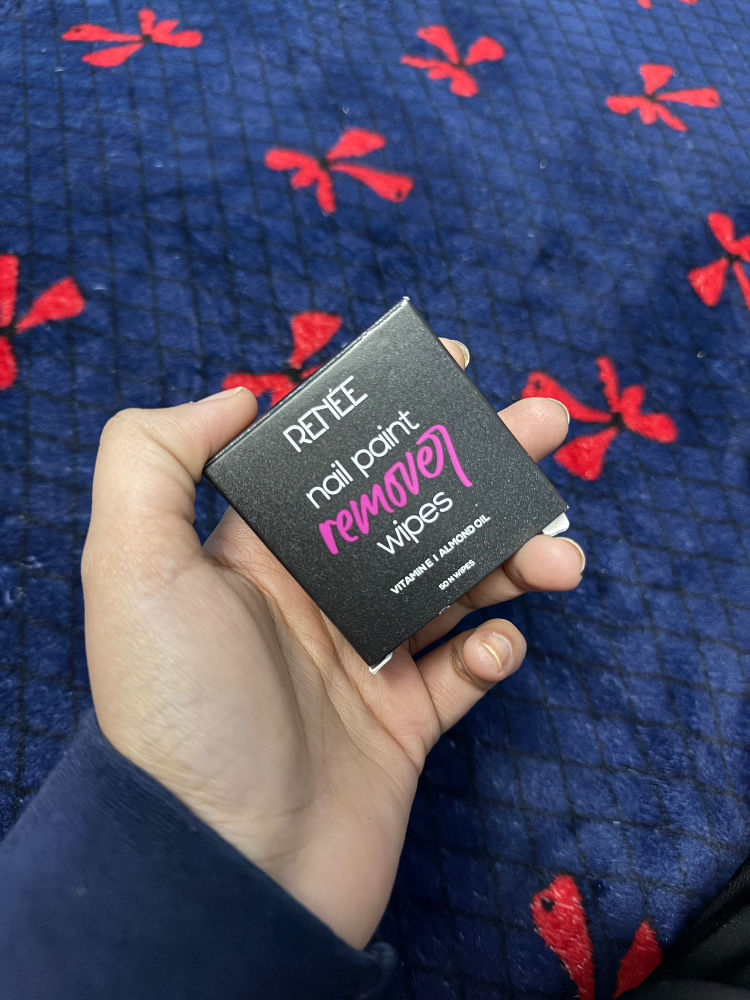 RENÉE
nail paint
remover
wipes
VITAMIN E | ALMOND OIL
50 N WIPES